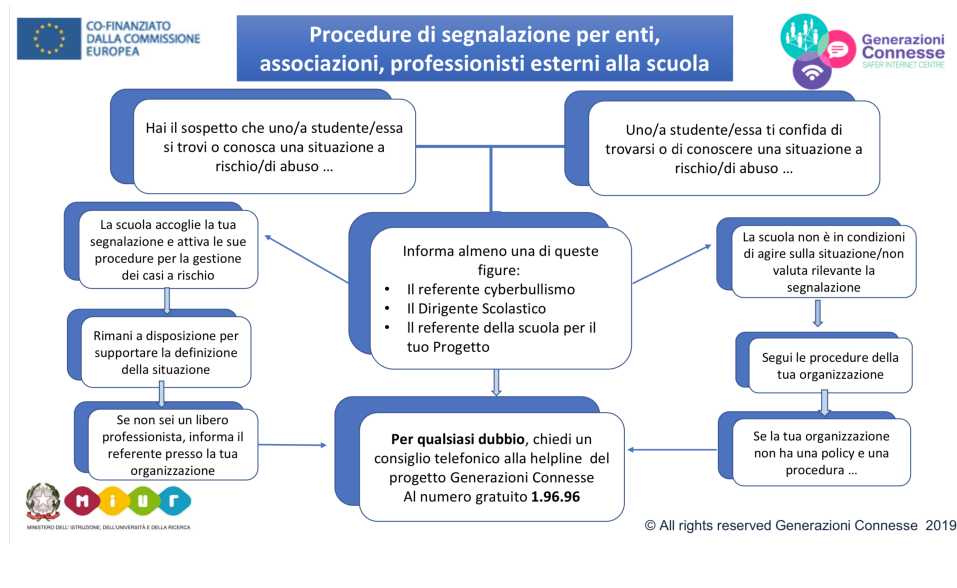 CO-FINANZIATO
DALLA COMMISSIONE
EUROPEA
Procedure di segnalazione per enti,
associazioni, professionisti esterni alla scuola
Generazioni
Connesse
SAFER INTERNET CENTRE
Hai il sospetto che uno/a studente/essa
si trovi o conosca una situazione a
rischio/di abuso ...
Uno/a studente/essa ti confida di
trovarsi o di conoscere una situazione a
rischio/di abuso ...
La scuola accoglie la tua
segnalazione e attiva le sue
procedure per la gestione
dei casi a rischio
Informa almeno una di queste
figure:
• Il referente cyberbullismo
• Il Dirigente Scolastico
• Il referente della scuola per il
tuo Progetto
La scuola non è in condizioni
di agire sulla situazione/non
valuta rilevante la
segnalazione
Rimani a disposizione per
supportare la definizione
della situazione
Segui le procedure della
tua organizzazione
Se non sei un libero
professionista, informa il
referente presso la tua
organizzazione
Per qualsiasi dubbio, chiedi un
consiglio telefonico alla helpline del
progetto Generazioni Connesse
Al numero gratuito 1.96.96
Se la tua organizzazione
non ha una policy e una
procedura ...
miur
MINISTERO DELL' ISTRUZIONE, DELL'UNIVERSITÀ E DELLA RICERCA
© All rights reserved Generazioni Connesse 2019